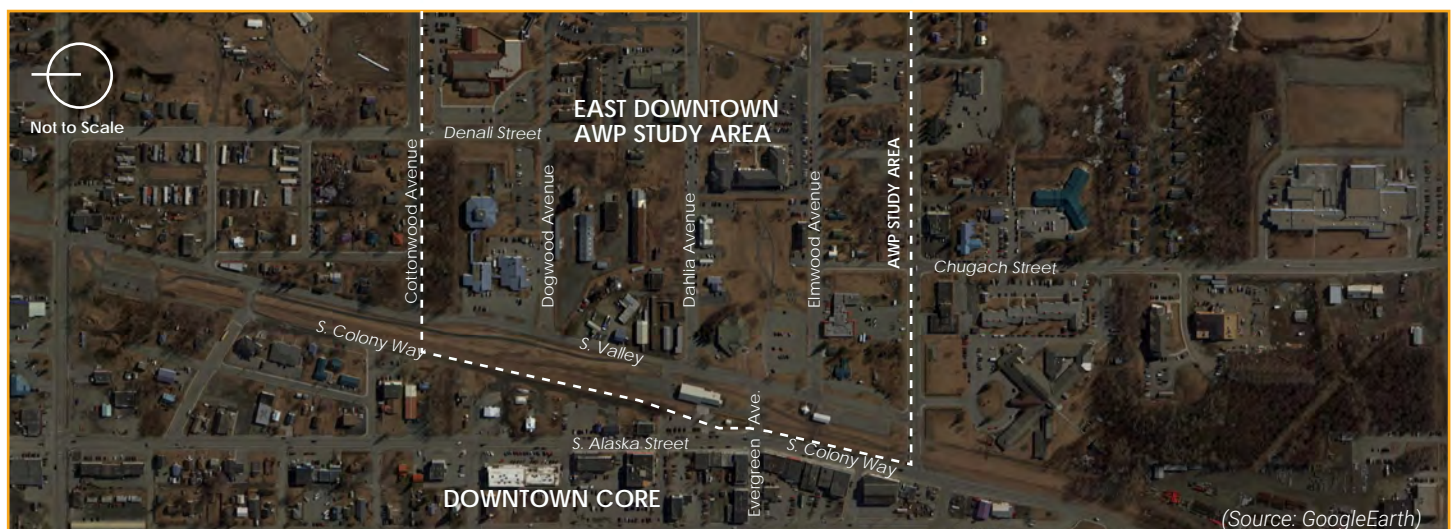 Not to Scale
EAST DOWNTOWN
AWP STUDY AREA
Denali Street
Cottonwood Avenue
Dogwood Avenue
Dahlia Avenue
Elmwood Avenue
AWP STUDY AREA
Chugach Street
S. Colony Way
S. Valley
S. Alaska Street
Evergreen Ave.
S. Colony Way
DOWNTOWN CORE
(Source: GoogleEarth)